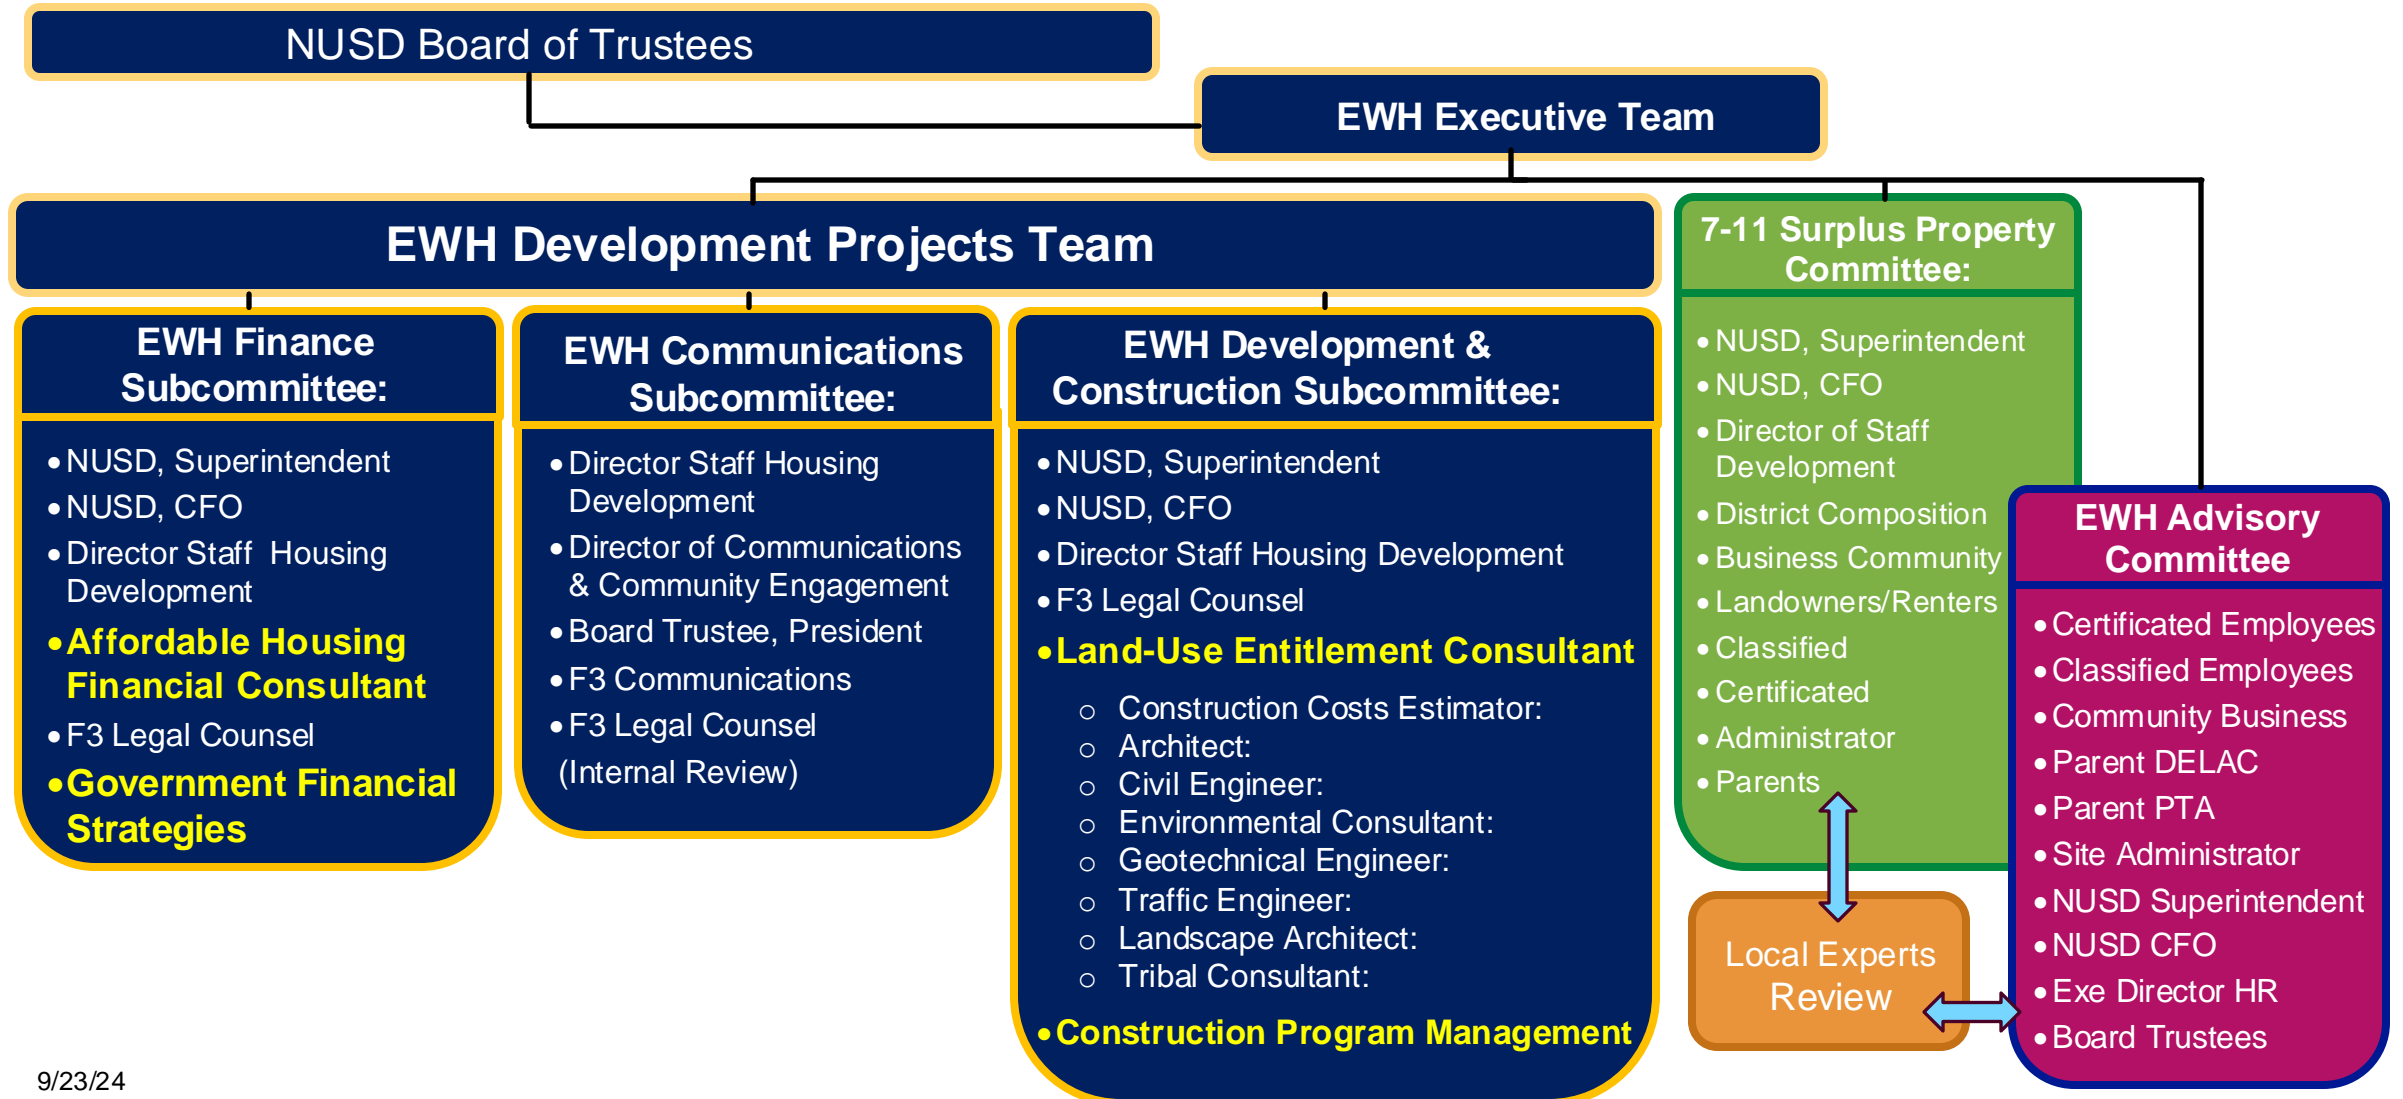 NUSD Board of Trustees
EWH Executive Team
EWH Development Projects Team
EWH Finance
Subcommittee:
• NUSD, Superintendent
• NUSD, CFO
• Director Staff Housing
Development
• Affordable Housing
Financial Consultant
• F3 Legal Counsel
• Government Financial
Strategies
EWH Communications
Subcommittee:
• Director Staff Housing
Development
• Director of Communications
& Community Engagement
• Board Trustee, President
• F3 Communications
• F3 Legal Counsel
(Internal Review)
EWH Development &
Construction Subcommittee:
• NUSD, Superintendent
• NUSD, CFO
• Director Staff Housing Development
• F3 Legal Counsel
• Land-Use Entitlement Consultant
o Construction Costs Estimator:
o Architect:
o Civil Engineer:
o Environmental Consultant:
o Geotechnical Engineer:
o Traffic Engineer:
o Landscape Architect:
o Tribal Consultant:
• Construction Program Management
7-11 Surplus Property
Committee:
• NUSD, Superintendent
• NUSD, CFO
• Director of Staff
Development
• District Composition
• Business Community
• Landowners/Renters
• Classified
• Certificated
• Administrator
• Parents
Local Experts
Review
EWH Advisory
Committee
• Certificated Employees
• Classified Employees
• Community Business
• Parent DELAC
• Parent PTA
• Site Administrator
• NUSD Superintendent
• NUSD CFO
• Exe Director HR
• Board Trustees
9/23/24